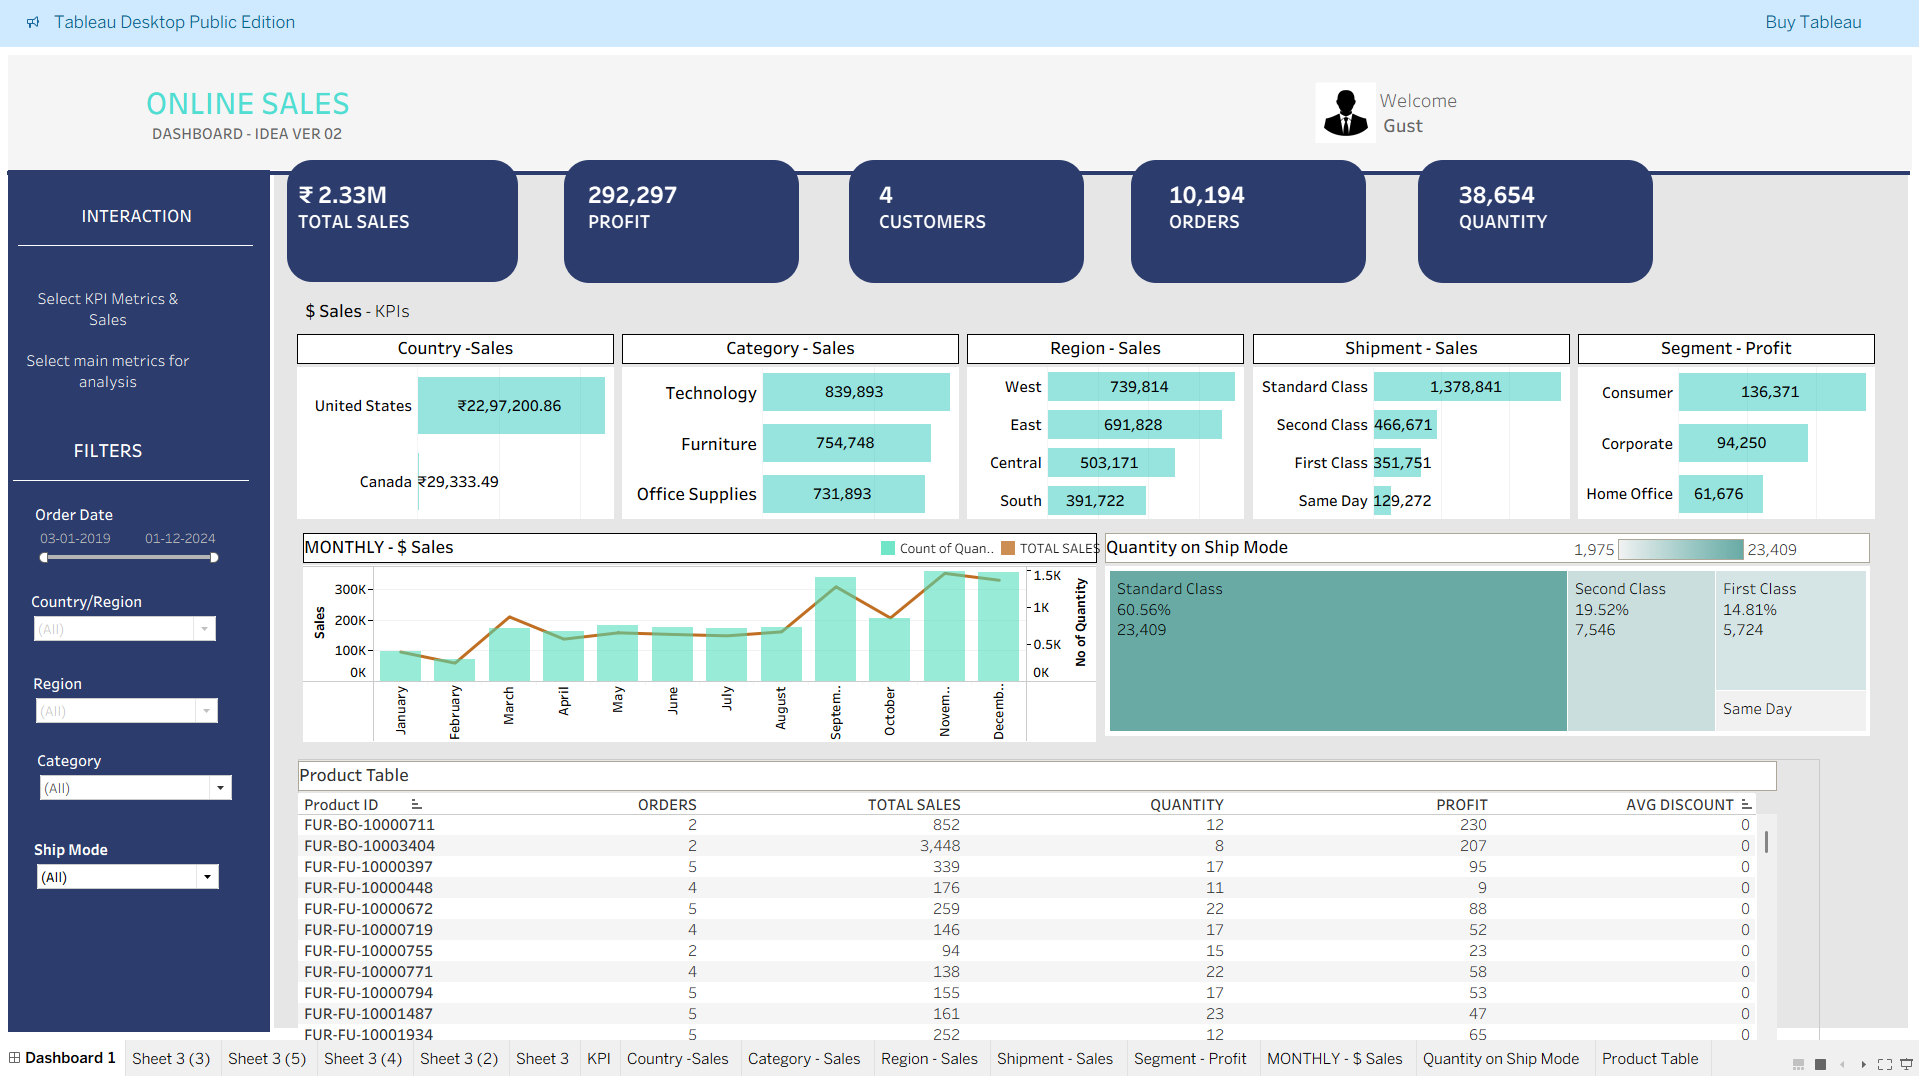 Tableau Desktop Public Edition
Buy Tableau
ONLINE SALES
DASHBOARD - IDEA VER 02
Welcome
Gust
INTERACTION
Select KPI Metrics &
Sales
Select main metrics for
analysis
FILTERS
Order Date
03-01-2019 01-12-2024
Country/Region
(All)
Region
(All)
Category
(All)
Ship Mode
(All)
₹ 2.33M
TOTAL SALES
292,297
PROFIT
4
CUSTOMERS
10,194
ORDERS
38,654
QUANTITY
$ Sales - KPIs
Country -Sales
United States ₹22,97,200.86
Canada ₹29,333.49
Category - Sales
Technology 839,893
Furniture 754,748
Office Supplies 731,893
Region - Sales
West 739,814
East 691,828
Central 503,171
South 391,722
Shipment - Sales
Standard Class 1,378,841
Second Class 466,671
First Class 351,751
Same Day 129,272
Segment - Profit
Consumer 136,371
Corporate 94,250
Home Office 61,676
MONTHLY - $ Sales
Count of Quan.. TOTAL SALES
Sales
300K
200K
100K
0K
1.5K
1K
0.5K
0K
No of Quantity
January
February
March
April
May
June
July
August
Septem..
October
Novem..
Decemb..
Quantity on Ship Mode
1,975 23,409
Standard Class
60.56%
23,409
Second Class
19.52%
7,546
First Class
14.81%
5,724
Same Day
Product Table
Product ID ORDERS TOTAL SALES QUANTITY PROFIT AVG DISCOUNT
FUR-BO-10000711 2 852 12 230 0
FUR-BO-10003404 2 3,448 8 207 0
FUR-FU-10000397 5 339 17 95 0
FUR-FU-10000448 4 176 11 9 0
FUR-FU-10000672 5 259 22 88 0
FUR-FU-10000719 4 146 17 52 0
FUR-FU-10000755 2 94 15 23 0
FUR-FU-10000771 4 138 22 58 0
FUR-FU-10000794 5 155 17 53 0
FUR-FU-10001487 5 161 23 47 0
FUR-FU-10001934 5 252 12 65 0
Dashboard 1 Sheet 3 (3) Sheet 3 (5) Sheet 3 (4) Sheet 3 (2) Sheet 3 KPI Country -Sales Category - Sales Region - Sales Shipment - Sales Segment - Profit MONTHLY - $ Sales Quantity on Ship Mode Product Table